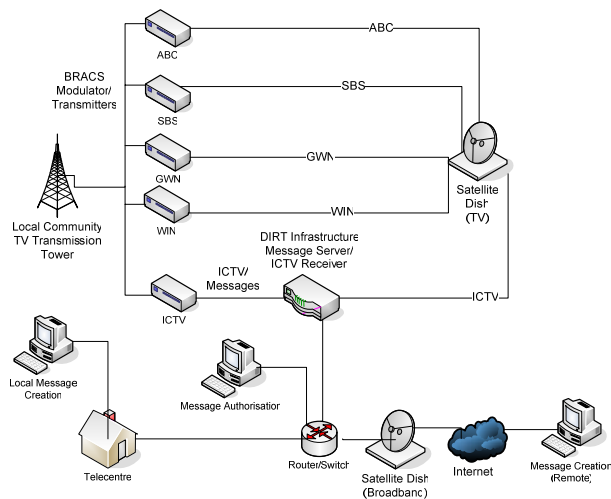 ABC
ABC
BRACS
Modulator/
Transmitters
SBS
SBS
GWN
GWN
Satellite
Dish
(TV)
WIN
WIN
Local Community
TV Transmission
Tower
DIRT Infrastructure
Message Server/
ICTV Receiver
ICTV/
Messages
ICTV
ICTV
Local Message
Creation
Message Authorisation
Telecentre
Router/Switch
Satellite Dish
(Broadband)
Internet
Message Creation
(Remote)